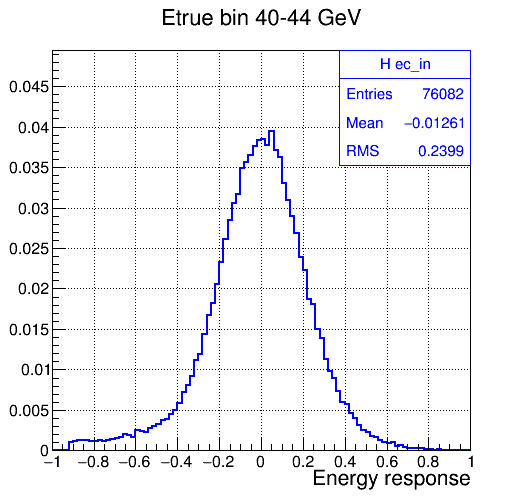 Etrue bin 40-44 GeV
H ec_in
Entries 76082
Mean −0.01261
RMS 0.2399
0.045
0.04
0.035
0.03
0.025
0.02
0.015
0.01
0.005
0
−1 −0.8 −0.6 −0.4 −0.2 0 0.2 0.4 0.6 0.8 1
Energy response